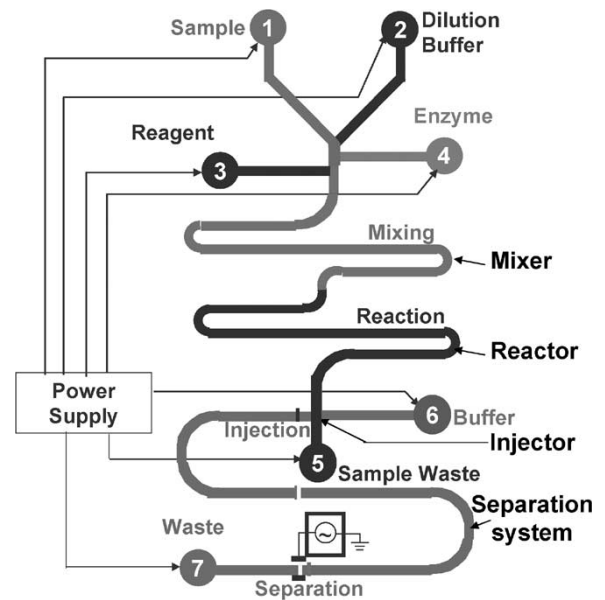 Sample
1
2
Dilution
Buffer
Reagent
3
Enzyme
4
Mixing
Mixer
Reaction
Reactor
Power
Supply
Injection
6
Buffer
Injector
5
Sample Waste
Separation
system
Waste
7
~
Separation